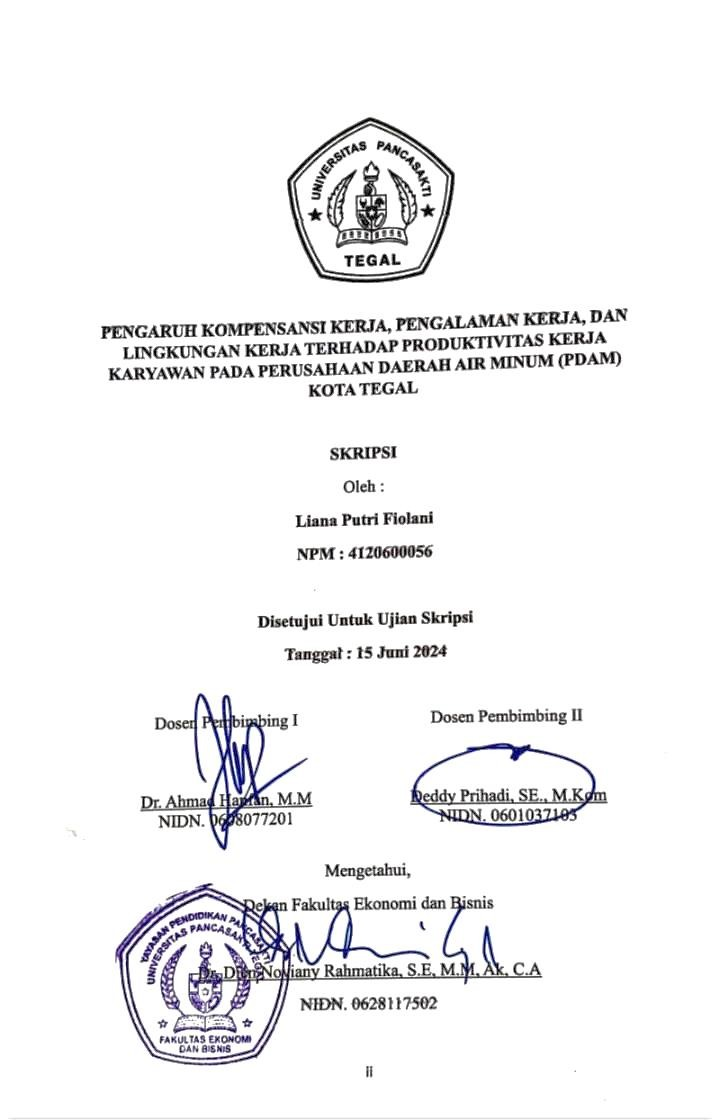 UNIVERSITAS PANCASAKTI
TEGAL
PENGARUH KOMPENSANSI KERJA, PENGALAMAN KERJA, DAN
LINGKUNGAN KERJA TERHADAP PRODUKTIVITAS KERJA
KARYAWAN PADA PERUSAHAAN DAERAH AIR MINUM (PDAM)
KOTA TEGAL
SKRIPSI
Oleh :
Liana Putri Fiolani
NPM : 4120600056
Disetujui Untuk Ujian Skripsi
Tanggal : 15 Juni 2024
Dosen Pembimbing I
Dosen Pembimbing II
Dr. Ahmad Hanfan, M.M
Deddy Prihadi, SE., M.Kom
NIDN. 0608077201
NIDN. 0601037103
Mengetahui,
Dekan Fakultas Ekonomi dan Bisnis
YAYASAN PENDIDIKAN PANCASAKTI
UNIVERSITAS PANCASAKTI TEGAL
Dr. Dien Noviany Rahmatika, S.E, M.M, Ak, C.A
NIDN. 0628117502
FAKULTAS EKONOMI
DAN BISNIS
ii